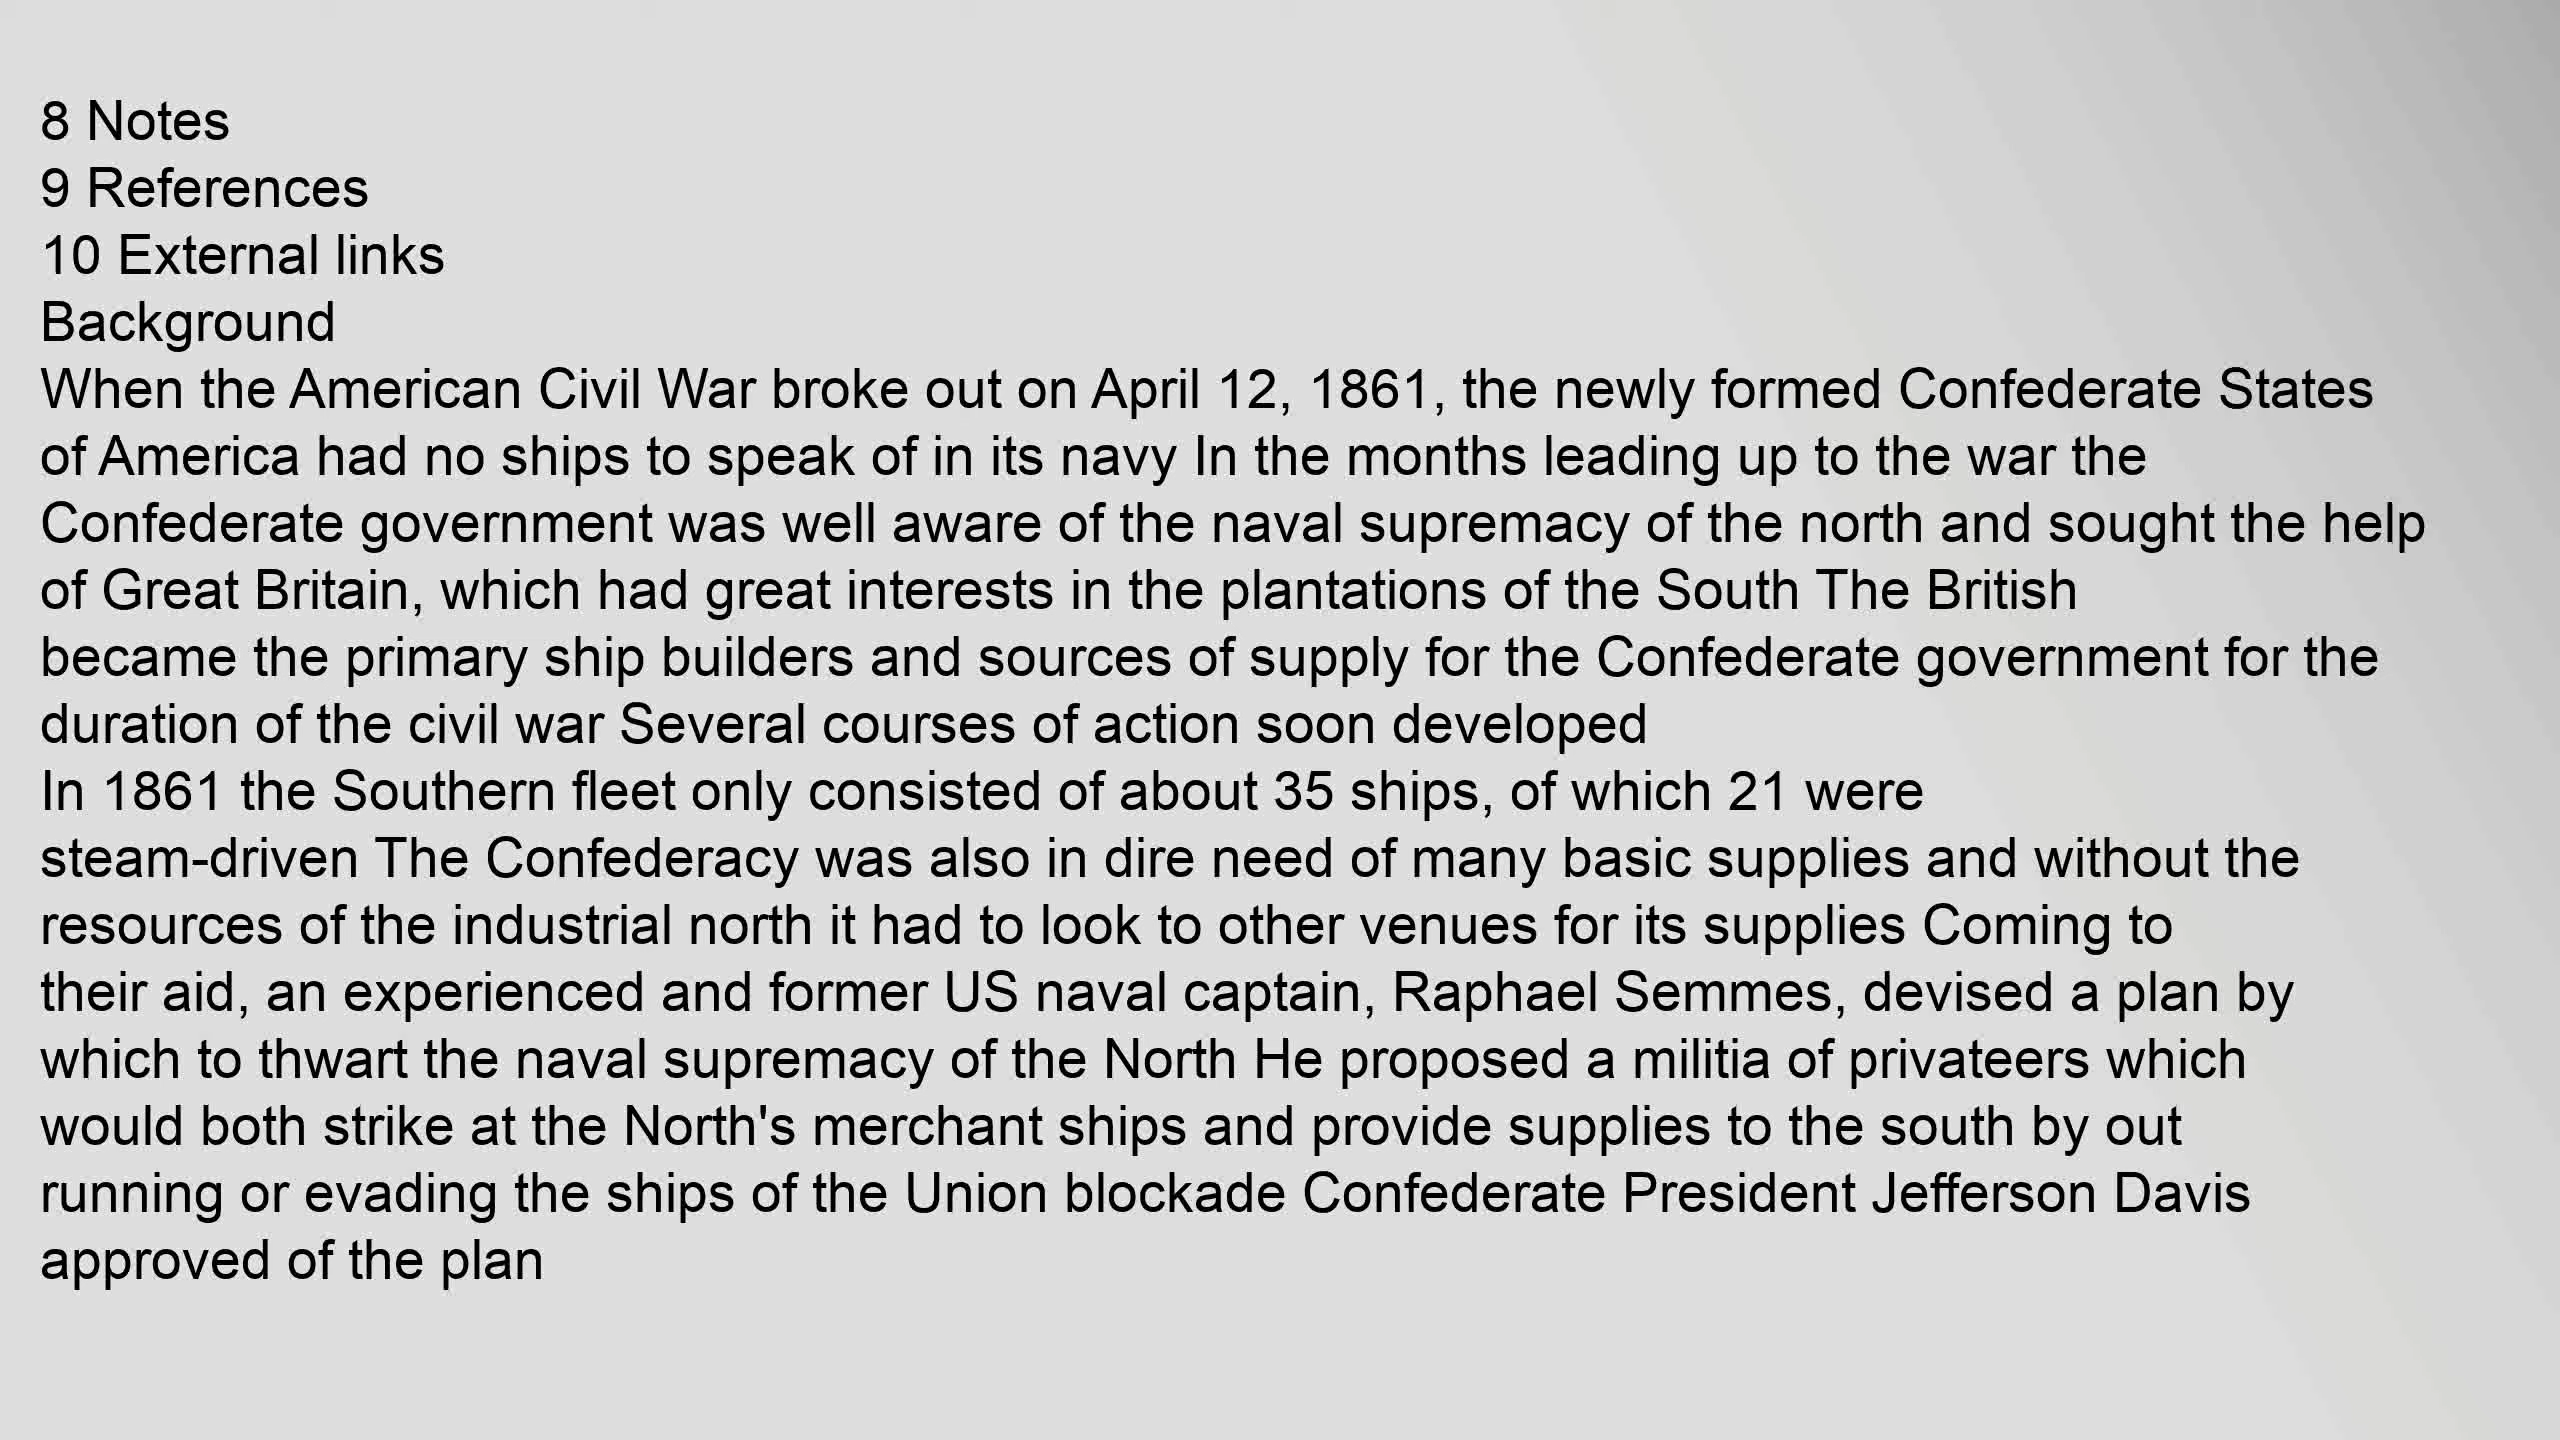 8 Notes
9 References
10 External links
Background
When the American Civil War broke out on April 12, 1861, the newly formed Confederate States
of America had no ships to speak of in its navy In the months leading up to the war the
Confederate government was well aware of the naval supremacy of the north and sought the help
of Great Britain, which had great interests in the plantations of the South The British
became the primary ship builders and sources of supply for the Confederate government for the
duration of the civil war Several courses of action soon developed
In 1861 the Southern fleet only consisted of about 35 ships, of which 21 were
steam-driven The Confederacy was also in dire need of many basic supplies and without the
resources of the industrial north it had to look to other venues for its supplies Coming to
their aid, an experienced and former US naval captain, Raphael Semmes, devised a plan by
which to thwart the naval supremacy of the North He proposed a militia of privateers which
would both strike at the North's merchant ships and provide supplies to the south by out
running or evading the ships of the Union blockade Confederate President Jefferson Davis
approved of the plan